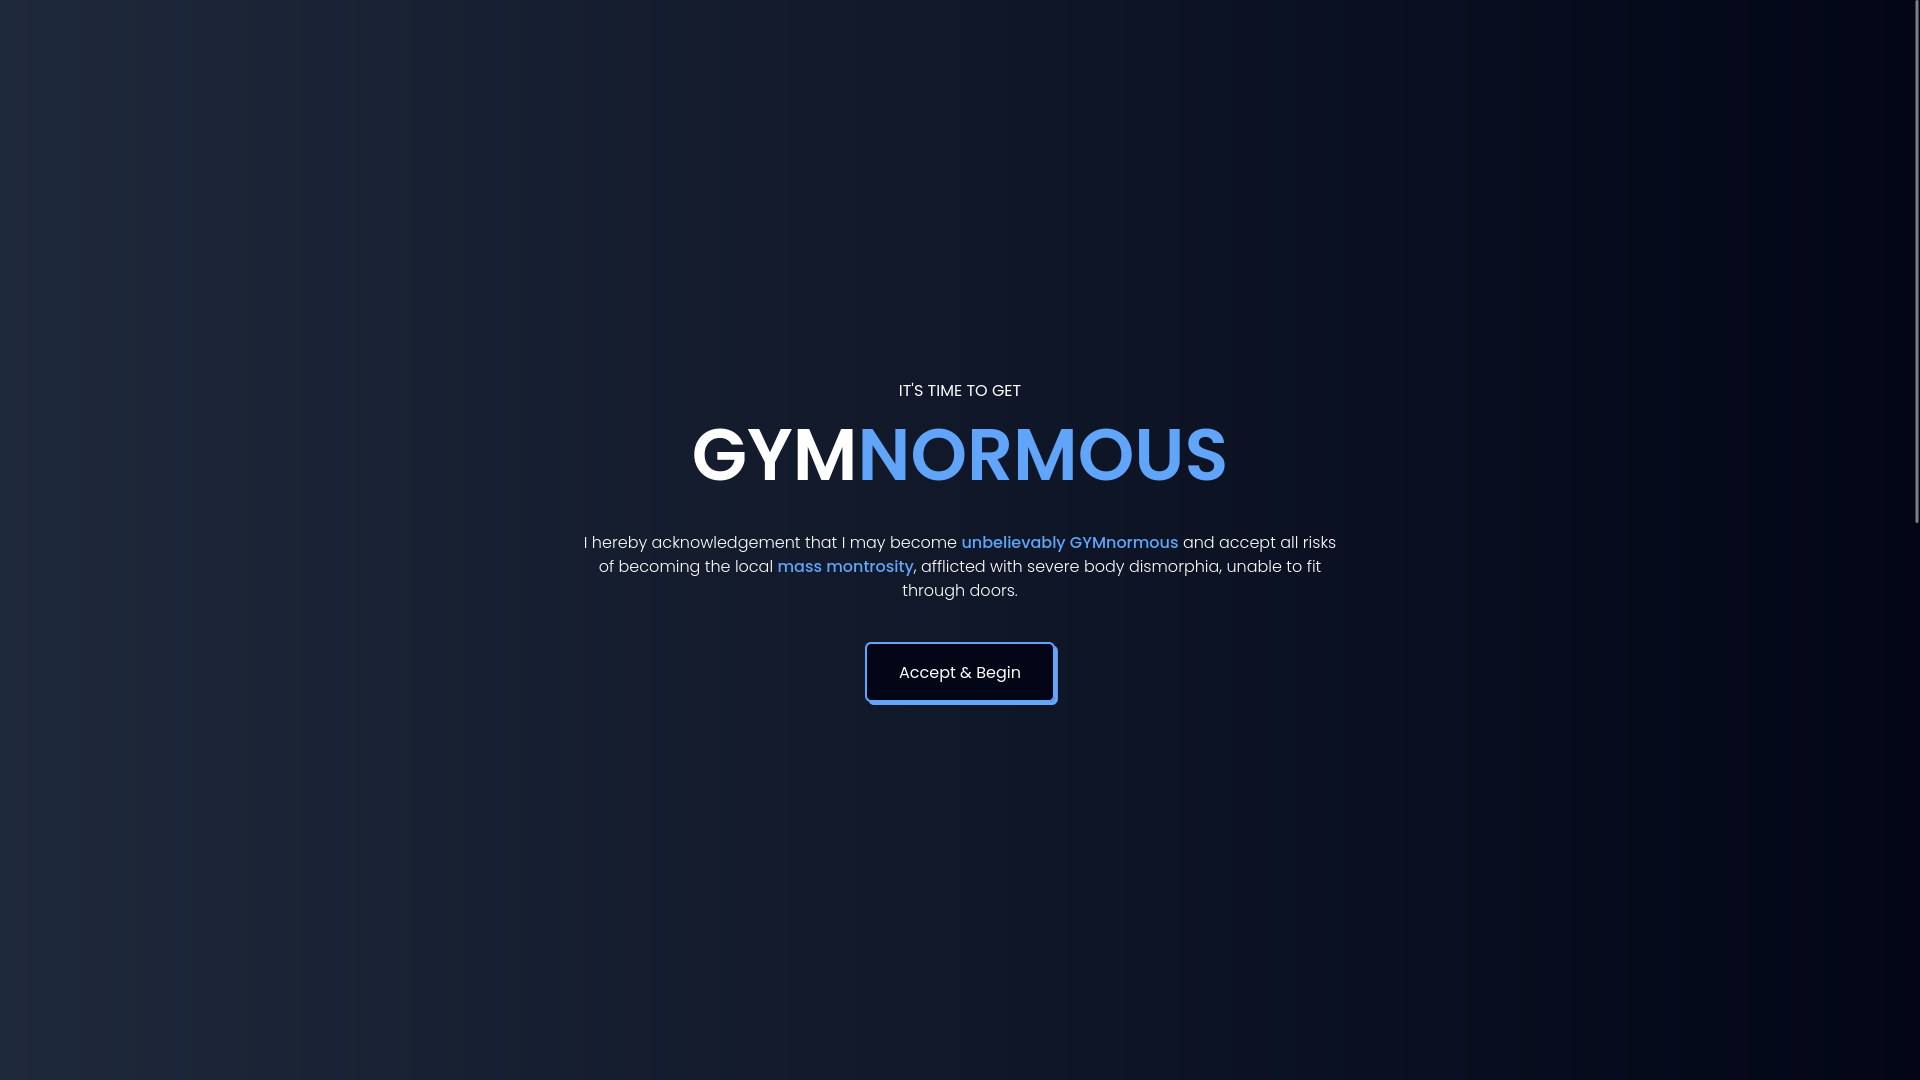 IT'S TIME TO GET
GYMNORMOUS
I hereby acknowledgement that I may become unbelievably GYMnormous and accept all risks
of becoming the local mass montrosity, afflicted with severe body dismorphia, unable to fit
through doors.
Accept & Begin